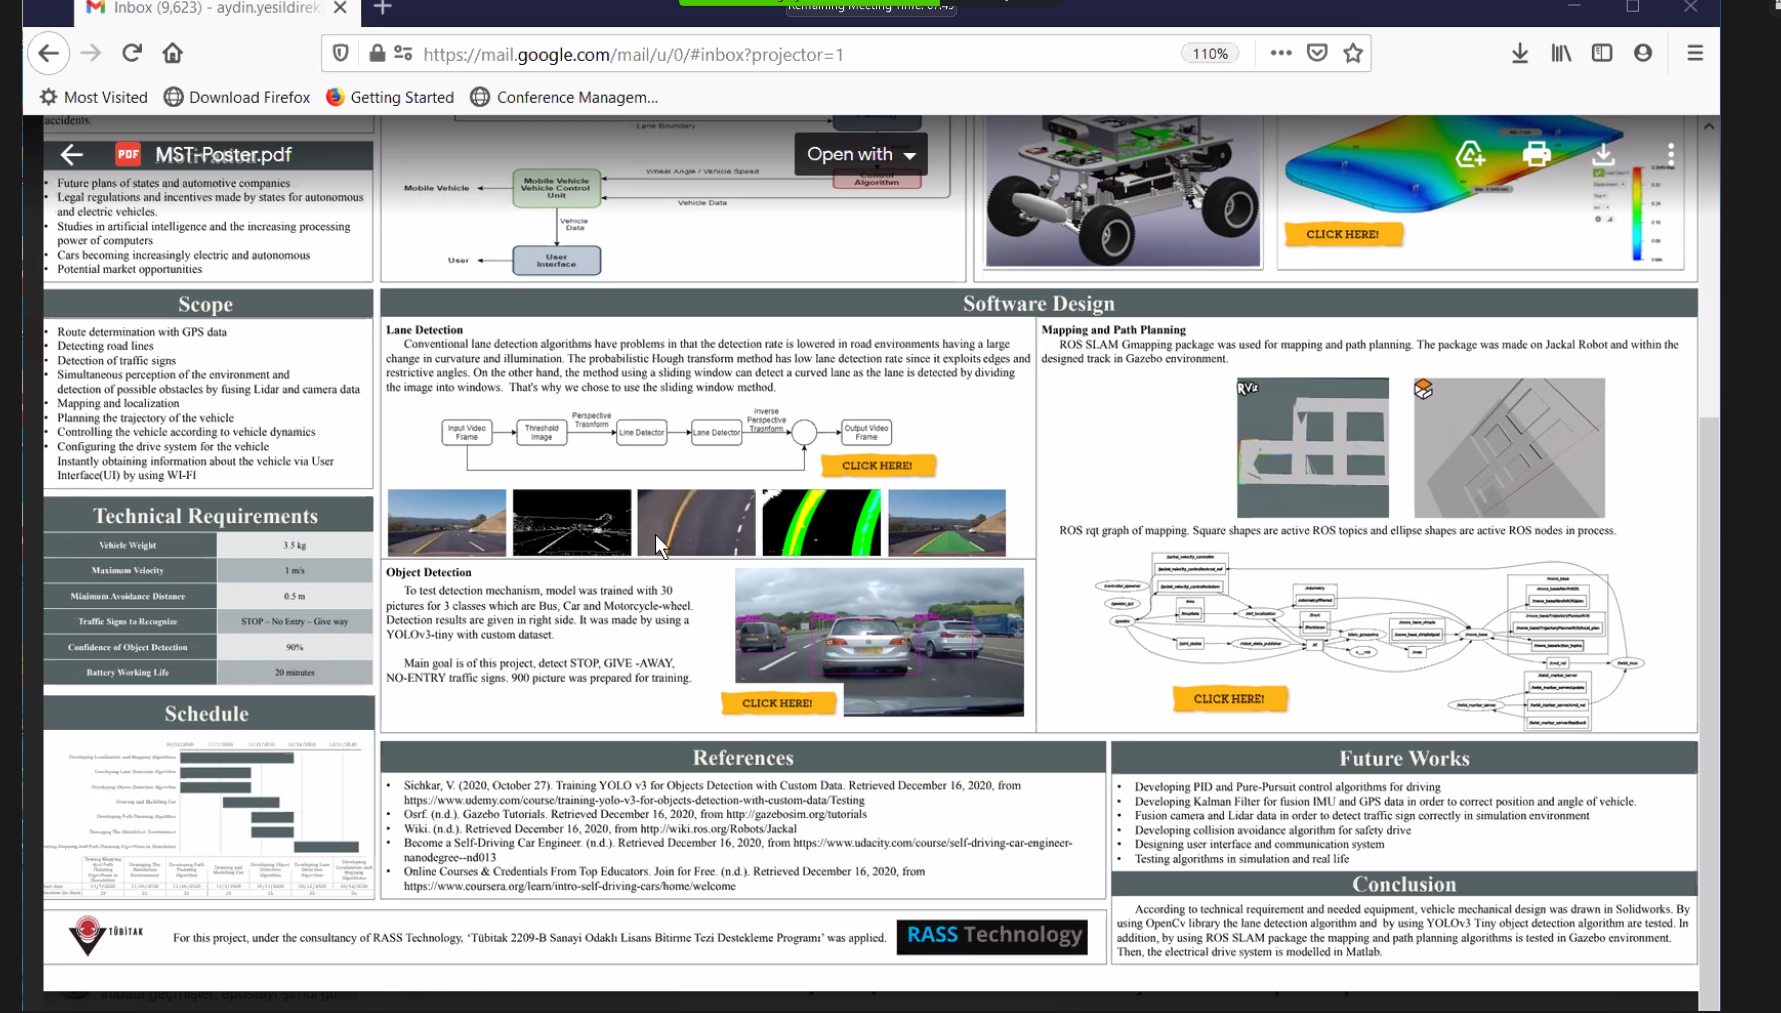 Inbox (9,623) - aydin.yesildirek
Remaining Meeting Time: 07:45
https://mail.google.com/mail/u/0/#inbox?projector=1
110%
Most Visited
Download Firefox
Getting Started
Conference Managem...
accidents.
PDF
MST-Poster.pdf
Open with
Future plans of states and automotive companies
Legal regulations and incentives made by states for autonomous
and electric vehicles.
Studies in artificial intelligence and the increasing processing
power of computers
Cars becoming increasingly electric and autonomous
Potential market opportunities
Lane Boundary
Mobile Vehicle
Mobile Vehicle
Vehicle Control
Unit
Wheel Angle / Vehicle Speed
Control
Algorithm
Vehicle Data
Vehicle
Data
User
User
Interface
CLICK HERE!
Scope
Route determination with GPS data
Detecting road lines
Detection of traffic signs
Simultaneous perception of the environment and
detection of possible obstacles by fusing Lidar and camera data
Mapping and localization
Planning the trajectory of the vehicle
Controlling the vehicle according to vehicle dynamics
Configuring the drive system for the vehicle
Instantly obtaining information about the vehicle via User
Interface(UI) by using WI-FI
Technical Requirements
Vehicle Weight 3.5 kg
Maximum Velocity 1 m/s
Minimum Avoidance Distance 0.5 m
Traffic Signs to Recognize STOP – No Entry – Give way
Confidence of Object Detection 90%
Battery Working Life 20 minutes
Schedule
Developing Localization and Mapping Algorithms
Developing Lane Detection Algorithm
Developing Object Detection Algorithm
Drawing and Modelling Car
Developing Path Planning Algorithm
Designing The Simulation Environment
Software Design
Lane Detection
Conventional lane detection algorithms have problems in that the detection rate is lowered in road environments having a large
change in curvature and illumination. The probabilistic Hough transform method has low lane detection rate since it exploits edges and
restrictive angles. On the other hand, the method using a sliding window can detect a curved lane as the lane is detected by dividing
the image into windows. That's why we chose to use the sliding window method.
Input Video
Frame
Threshold
Image
Perspective
Trasnform
Line Detector
Lane Detector
Inverse
Perspective
Trasnform
Output Video
Frame
CLICK HERE!
Object Detection
To test detection mechanism, model was trained with 30
pictures for 3 classes which are Bus, Car and Motorcycle-wheel.
Detection results are given in right side. It was made by using a
YOLOv3-tiny with custom dataset.
Main goal is of this project, detect STOP, GIVE -AWAY,
NO-ENTRY traffic signs. 900 picture was prepared for training.
CLICK HERE!
Mapping and Path Planning
ROS SLAM Gmapping package was used for mapping and path planning. The package was made on Jackal Robot and within the
designed track in Gazebo environment.
RViz
ROS rqt graph of mapping. Square shapes are active ROS topics and ellipse shapes are active ROS nodes in process.
CLICK HERE!
References
Sichkar, V. (2020, October 27). Training YOLO v3 for Objects Detection with Custom Data. Retrieved December 16, 2020, from
https://www.udemy.com/course/training-yolo-v3-for-objects-detection-with-custom-data/Testing
Osrf. (n.d.). Gazebo Tutorials. Retrieved December 16, 2020, from http://gazebosim.org/tutorials
Wiki. (n.d.). Retrieved December 16, 2020, from http://wiki.ros.org/Robots/Jackal
Become a Self-Driving Car Engineer. (n.d.). Retrieved December 16, 2020, from https://www.udacity.com/course/self-driving-car-engineer-
nanodegree--nd013
Online Courses & Credentials From Top Educators. Join for Free. (n.d.). Retrieved December 16, 2020, from
https://www.coursera.org/learn/intro-self-driving-cars/home/welcome
Future Works
Developing PID and Pure-Pursuit control algorithms for driving
Developing Kalman Filter for fusion IMU and GPS data in order to correct position and angle of vehicle.
Fusion camera and Lidar data in order to detect traffic sign correctly in simulation environment
Developing collision avoidance algorithm for safety drive
Designing user interface and communication system
Testing algorithms in simulation and real life
Conclusion
According to technical requirement and needed equipment, vehicle mechanical design was drawn in Solidworks. By
using OpenCv library the lane detection algorithm and by using YOLOv3 Tiny object detection algorithm are tested. In
addition, by using ROS SLAM package the mapping and path planning algorithms is tested in Gazebo environment.
Then, the electrical drive system is modelled in Matlab.
TÜBİTAK
For this project, under the consultancy of RASS Technology, 'Tübitak 2209-B Sanayi Odaklı Lisans Bitirme Tezi Destekleme Programı' was applied.
RASS Technology